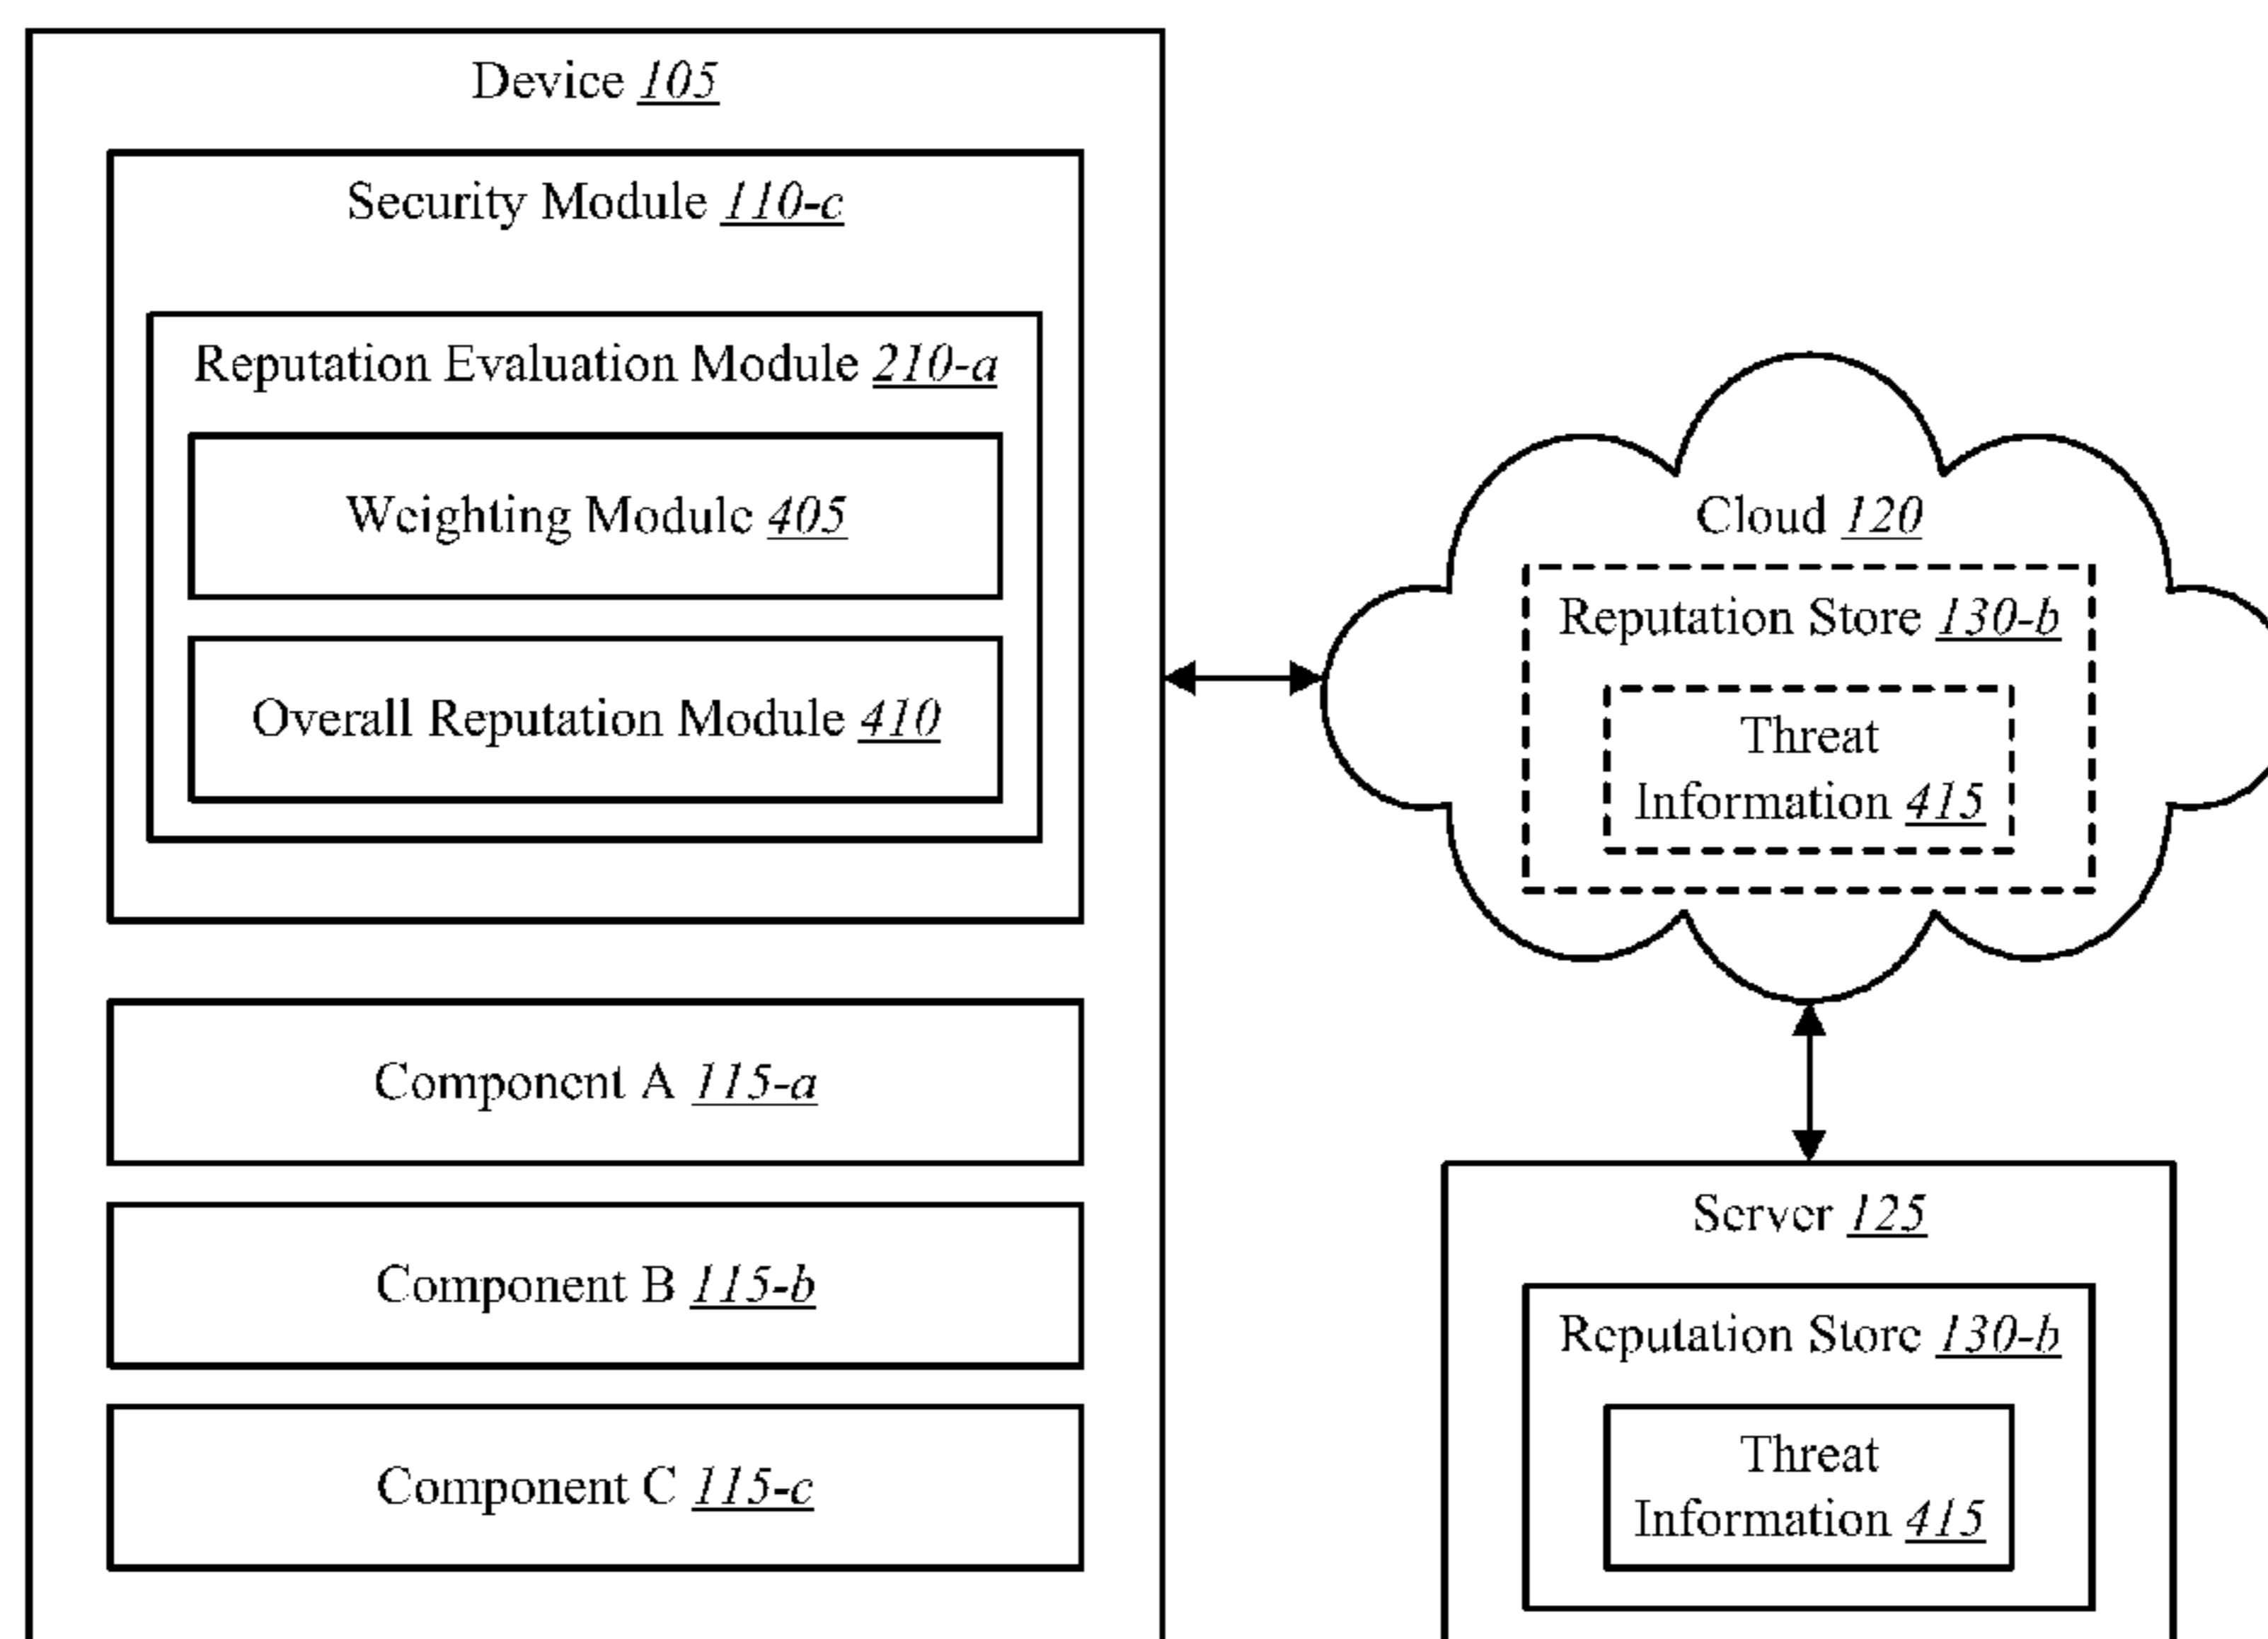 Device 105
Security Module 110-c
Reputation Evaluation Module 210-a
Weighting Module 405
Overall Reputation Module 410
Component A 115-a
Component B 115-b
Component C 115-c
Cloud 120
Reputation Store 130-b
Threat
Information 415
Server 125
Reputation Store 130-b
Threat
Information 415